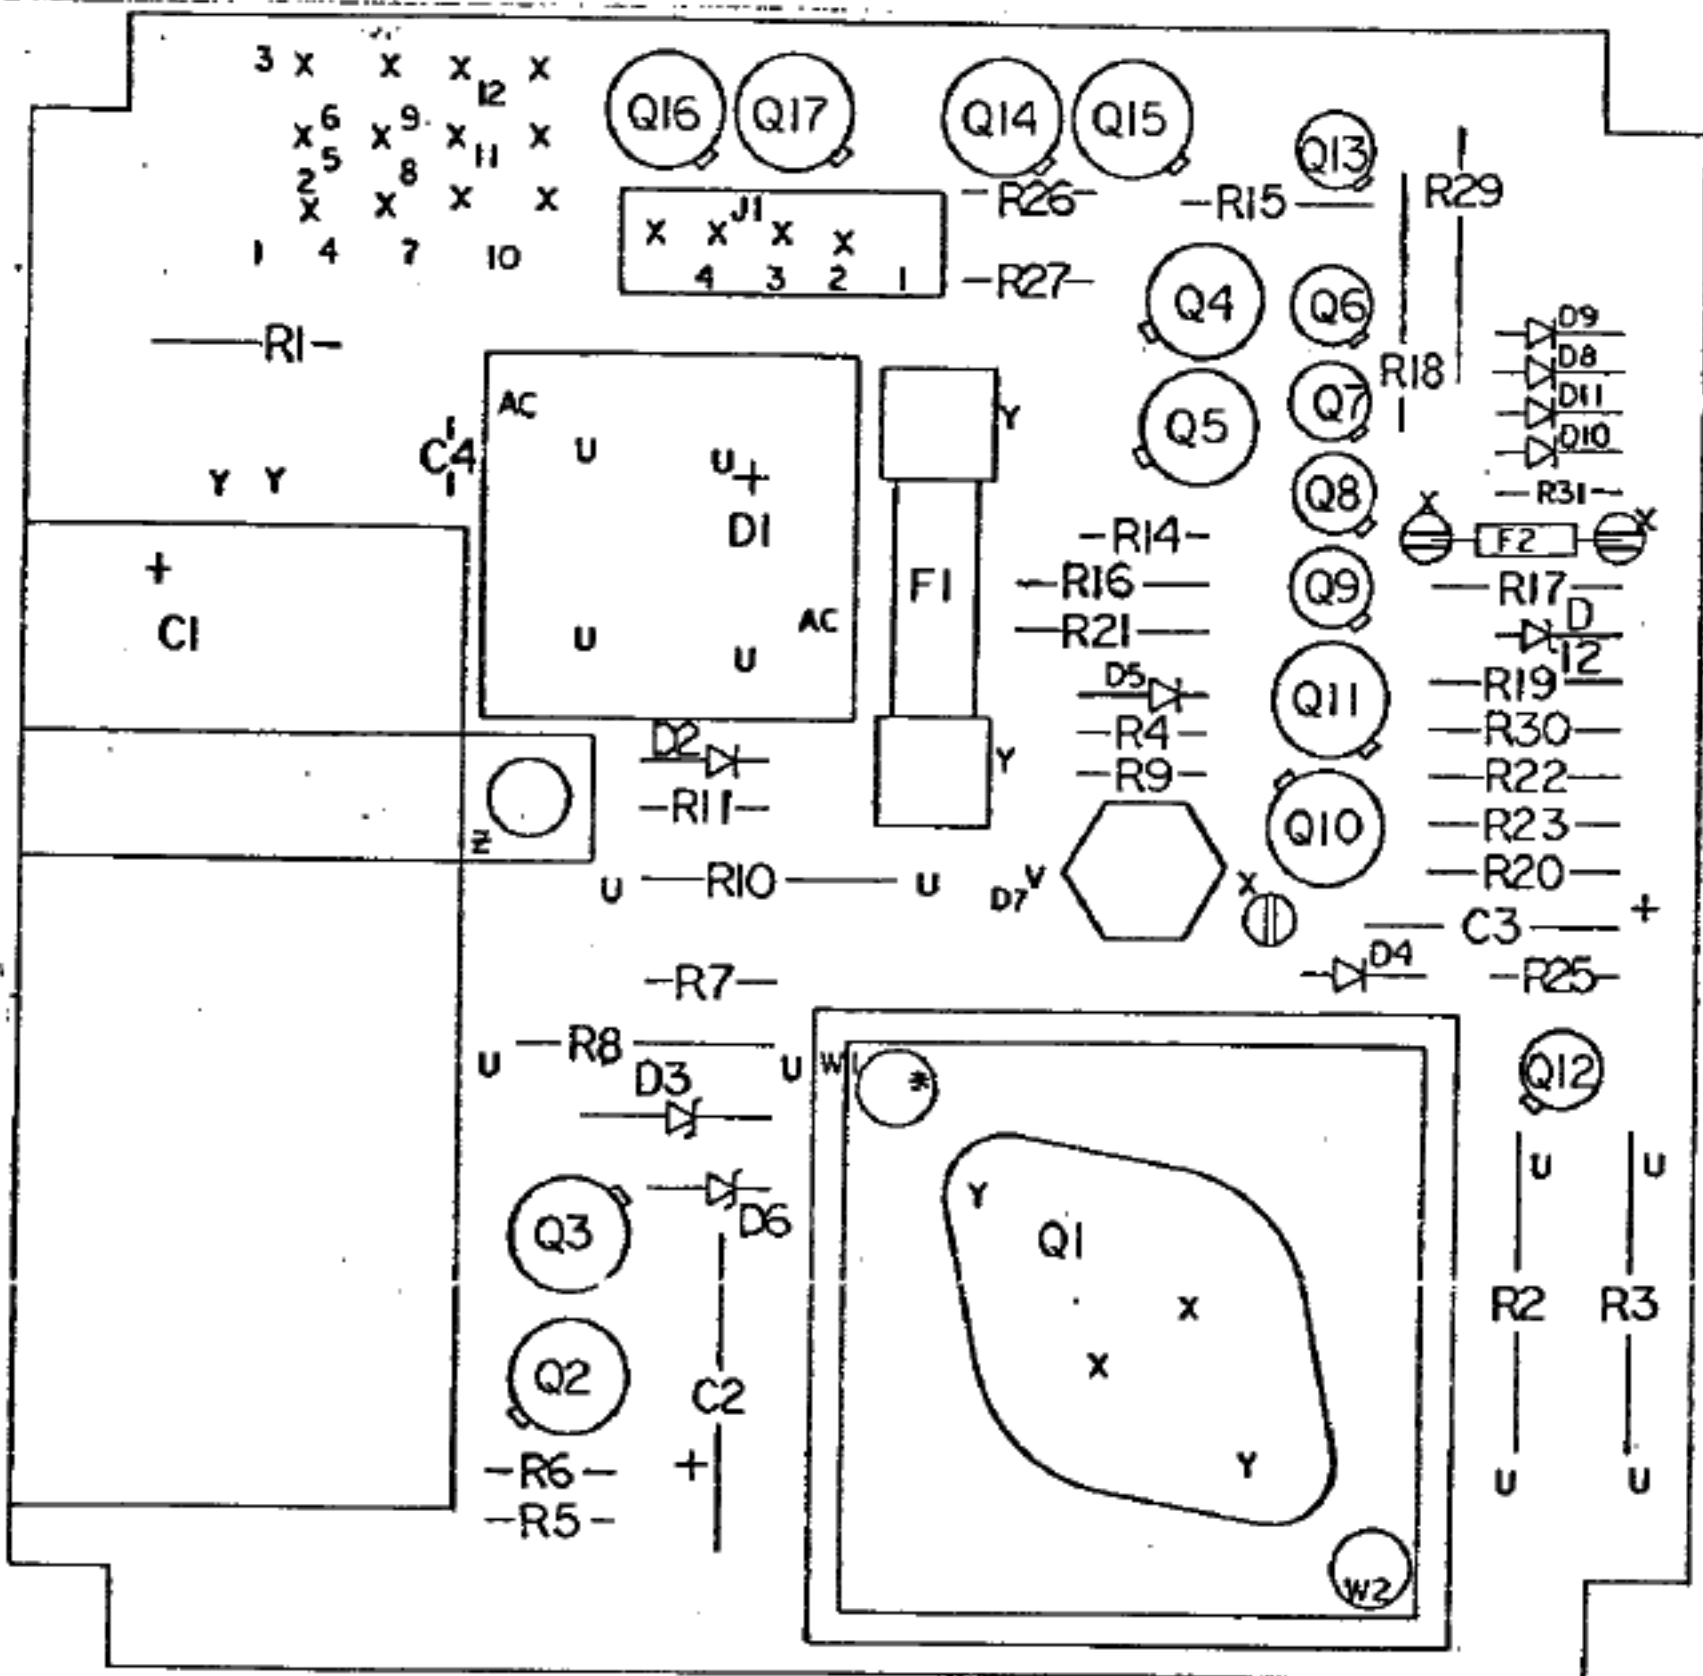 3 X X X X
12
Q16 Q17 Q14 Q15 Q13
X 6 X 9 X X
5 8 11
2
X X X X
1 4 7 10
J1
X X X X
4 3 2 1
R26 R15 R29
R27
Q4 Q6
R1
D9
D8
D11
D10
R18
AC
Y
Q5 Q7
C4
U U +
Y Y
D1
Q8
R31
X X
F2
R14
+
C1
F1
R16
Q9
R17
D
12
R21
AC
U U
D5
Q11
R19
D2
R4
R30
Y
R9
R22
R11
Z
Q10
R23
U R10 U
D7 V
X
R20
C3 +
D4
R7
R25
U R8 U
W1
*
Q12
D3
D6
Q3
Y
Q1
U U
X
X
R2 R3
Q2
C2
+
R6
Y
U U
R5
W2